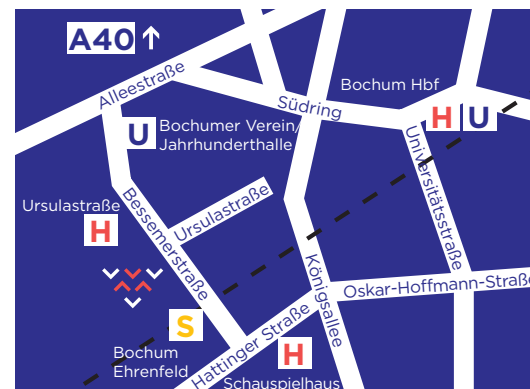 A40 ↑
Alleestraße
Bochum Hbf
Südring
H U
U
Bochumer Verein/
Jahrhunderthalle
Universitätsstraße
Ursulastraße
H
Bessemerstraße
Ursulastraße
Königsallee
Oskar-Hoffmann-Straße
S
Bochum
Ehrenfeld
Hattinger Straße
H
Schauspielhaus